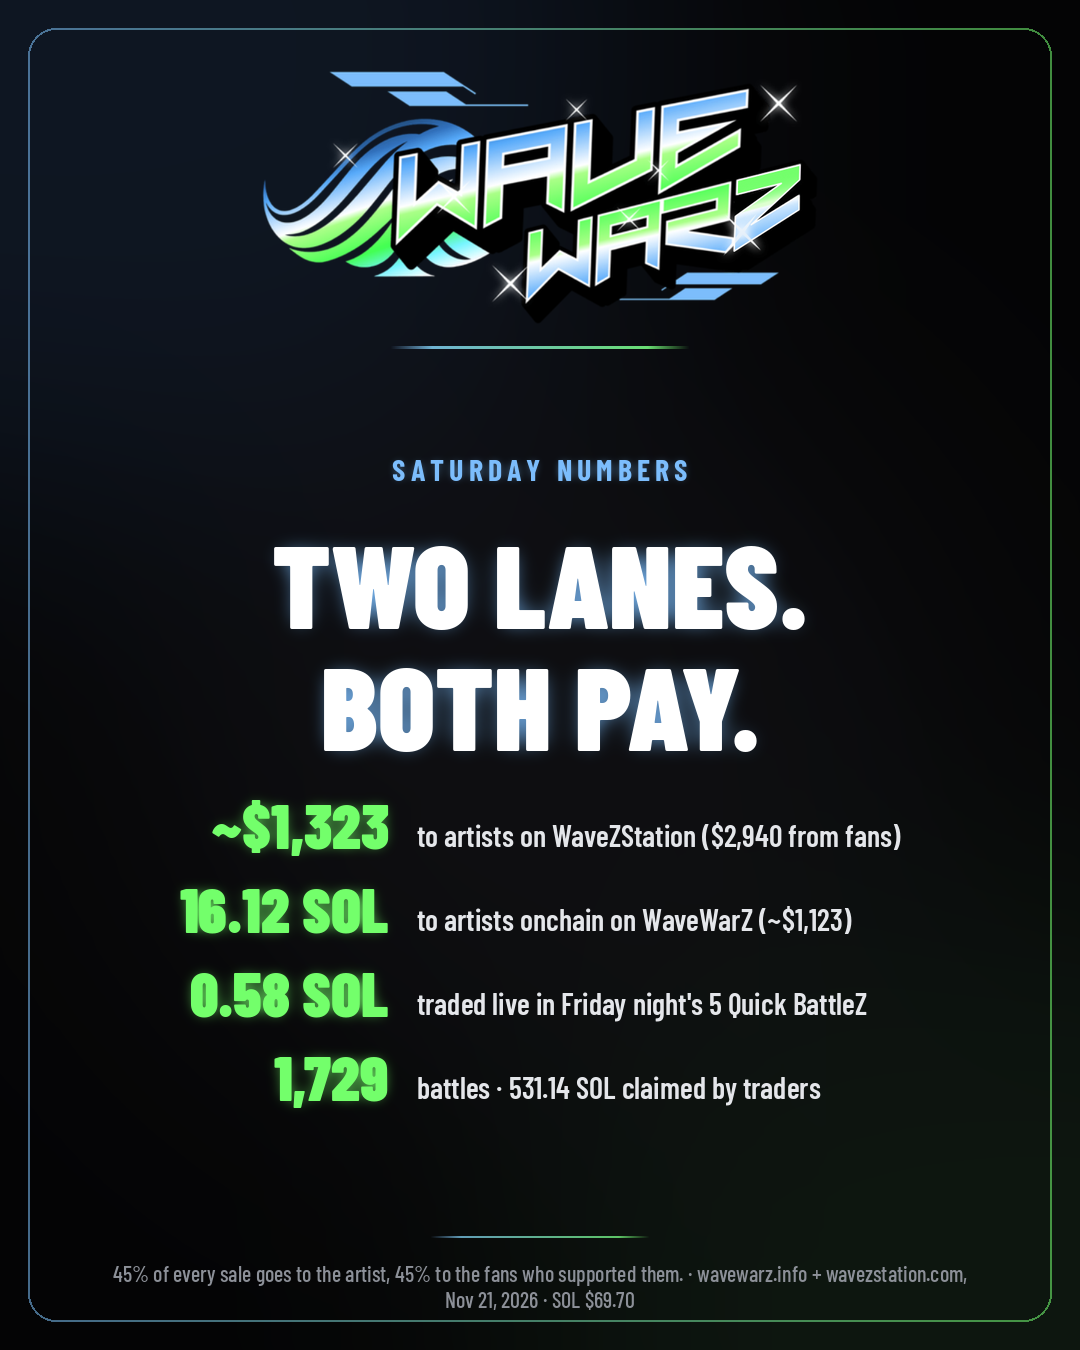 WAVE
WARZ
SATURDAY NUMBERS
TWO LANES.
BOTH PAY.
~$1,323 to artists on WaveZStation ($2,940 from fans)
16.12 SOL to artists onchain on WaveWarZ (~$1,123)
0.58 SOL traded live in Friday night's 5 Quick BattleZ
1,729 battles · 531.14 SOL claimed by traders
45% of every sale goes to the artist, 45% to the fans who supported them. · wavewarz.info + wavezstation.com,
Nov 21, 2026 · SOL $69.70